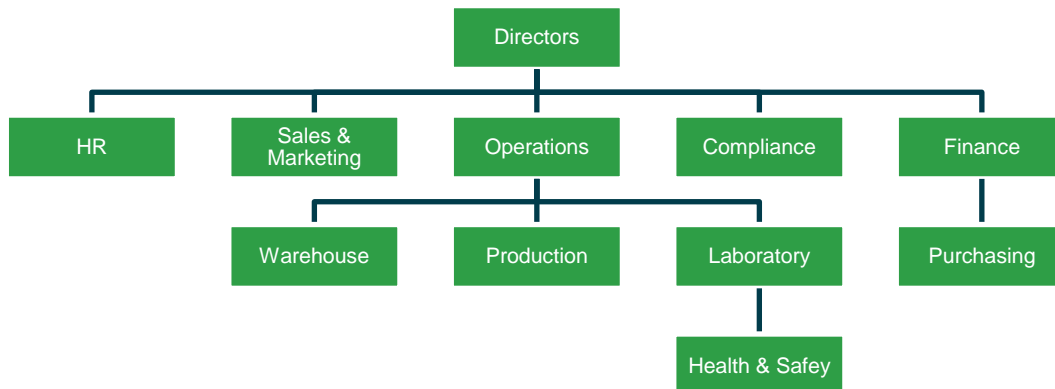 Directors
HR
Sales &
Marketing
Operations
Compliance
Finance
Warehouse
Production
Laboratory
Purchasing
Health & Safey